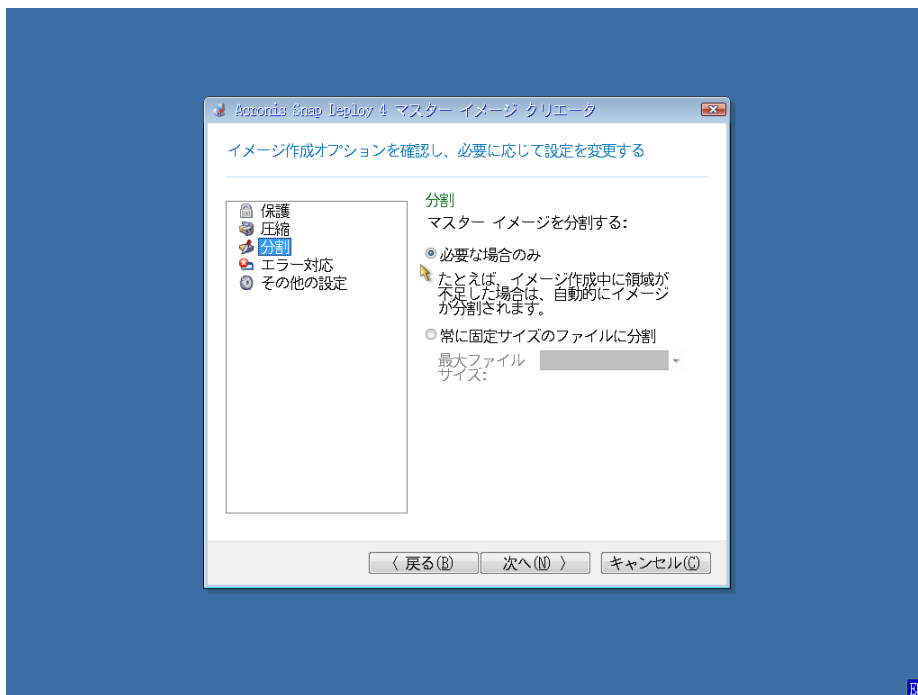 Acronis Snap Deploy 4 マスター イメージ クリエータ
イメージ作成オプションを確認し、必要に応じて設定を変更する
保護
圧縮
分割
エラー対応
その他の設定
分割
マスター イメージを分割する:
必要な場合のみ
たとえば、イメージ作成中に領域が
不足した場合は、自動的にイメージ
が分割されます。
常に固定サイズのファイルに分割
最大ファイル
サイズ:
〈 戻る(B)
次へ(N) 〉
キャンセル(C)
E